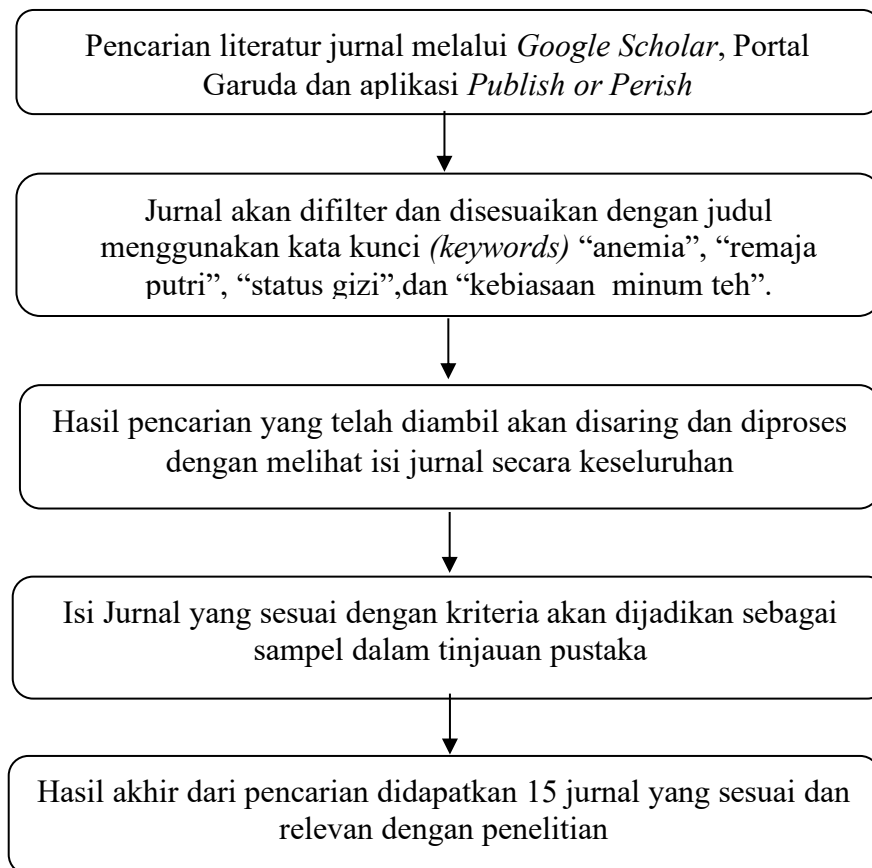 Pencarian literatur jurnal melalui Google Scholar, Portal
Garuda dan aplikasi Publish or Perish
Jurnal akan difilter dan disesuaikan dengan judul
menggunakan kata kunci (keywords) “anemia”, “remaja
putri”, “status gizi”,dan “kebiasaan minum teh”.
Hasil pencarian yang telah diambil akan disaring dan diproses
dengan melihat isi jurnal secara keseluruhan
Isi Jurnal yang sesuai dengan kriteria akan dijadikan sebagai
sampel dalam tinjauan pustaka
Hasil akhir dari pencarian didapatkan 15 jurnal yang sesuai dan
relevan dengan penelitian